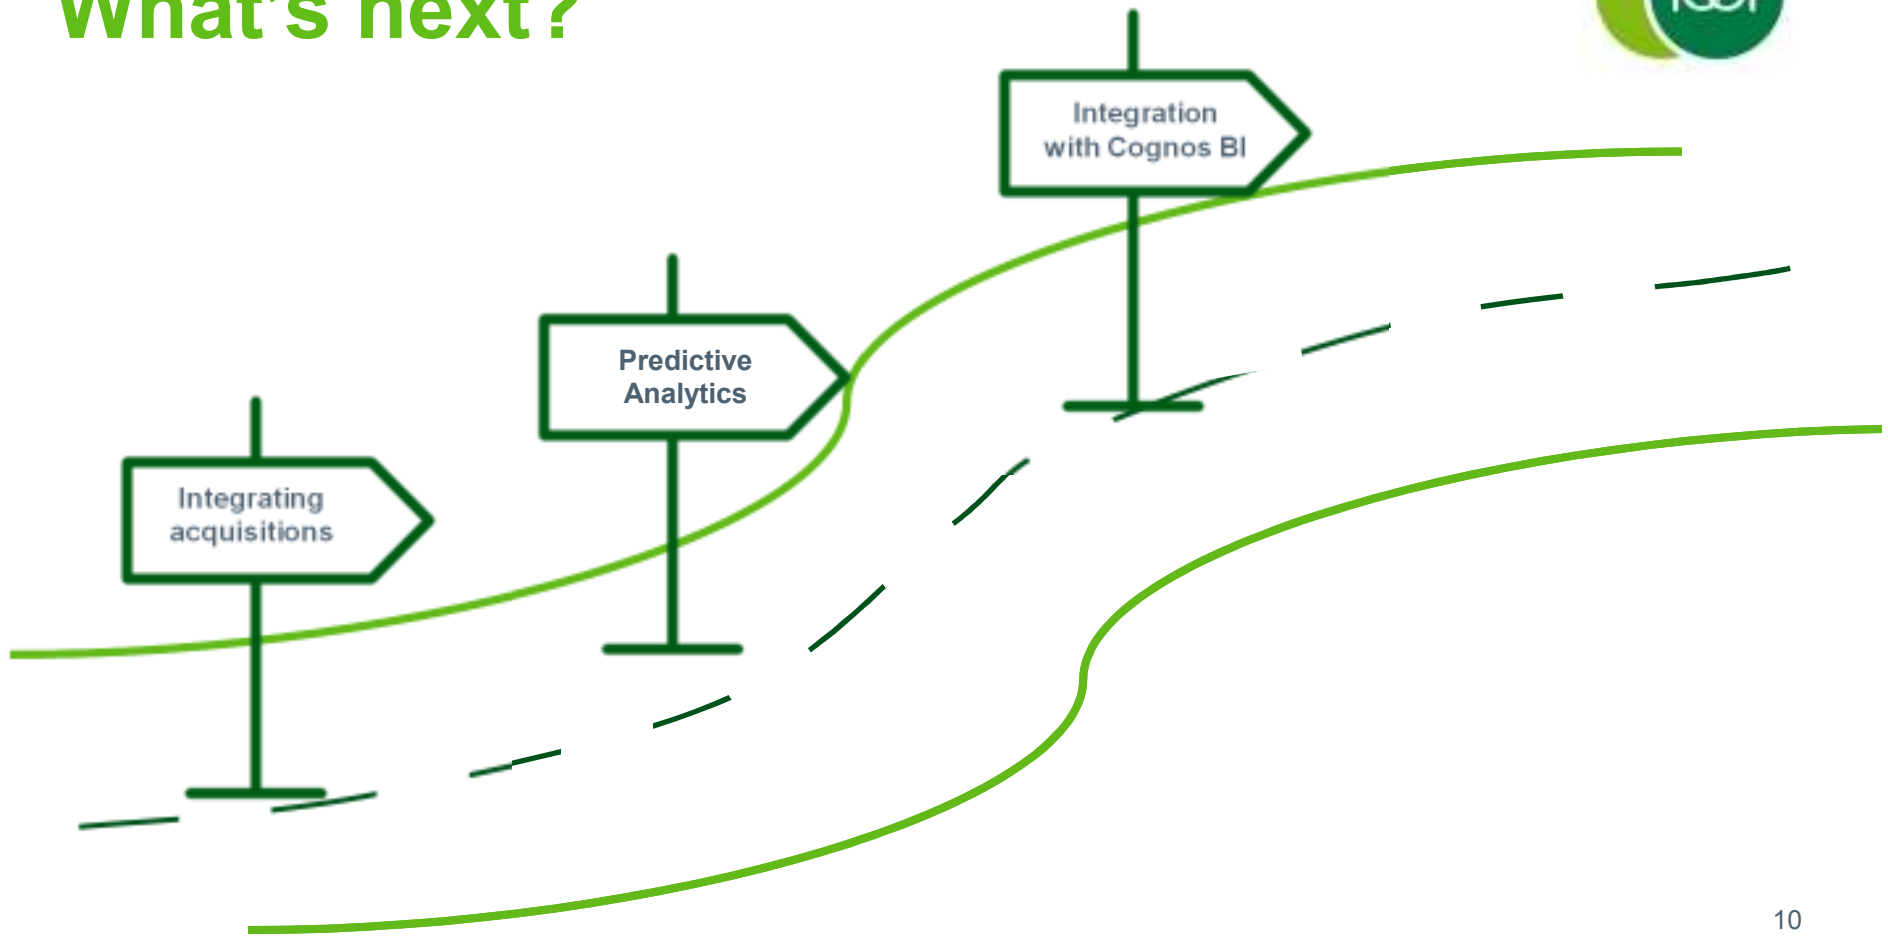 What's next?
Integration
with Cognos BI
Predictive
Analytics
Integrating
acquisitions
10